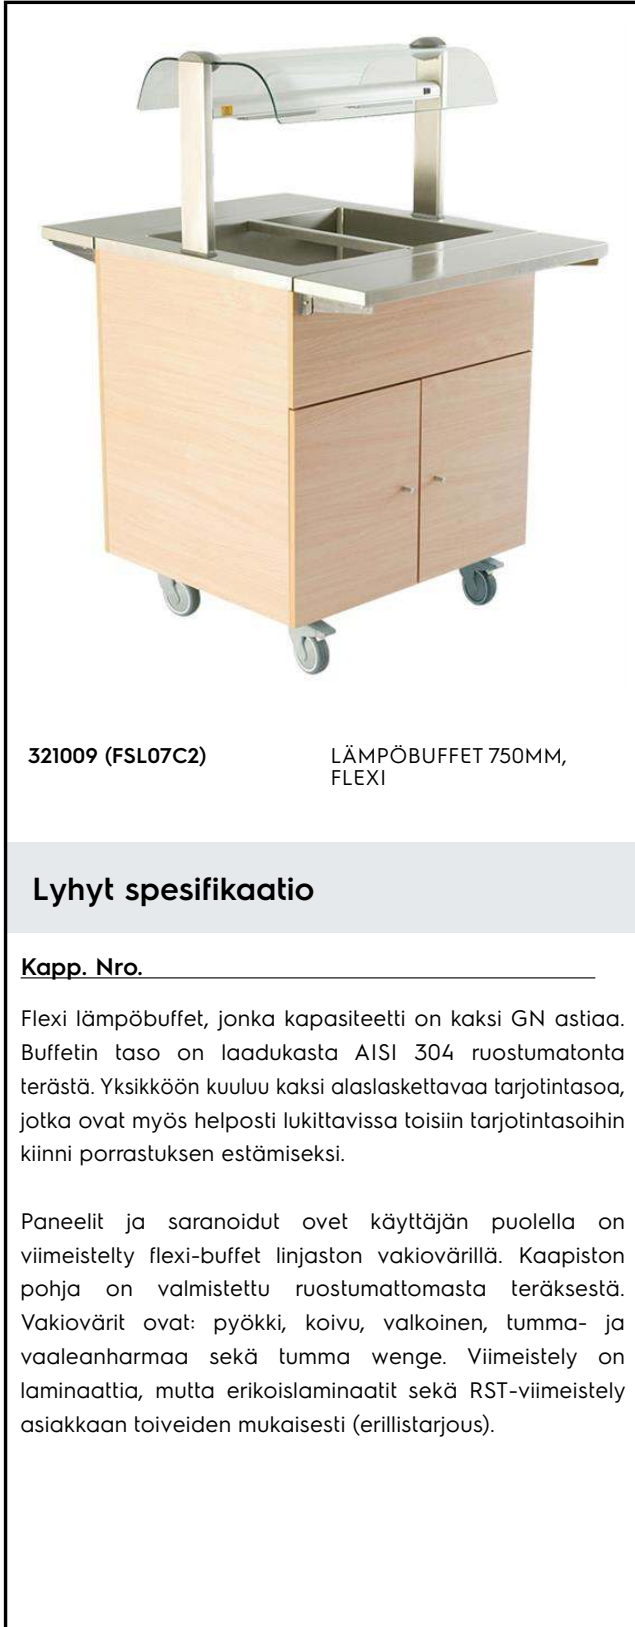 321009 (FSL07C2)
LÄMPÖBUFFET 750MM,
FLEXI
Lyhyt spesifikaatio
Kapp. Nro.
Flexi lämpöbuffet, jonka kapasiteetti on kaksi GN astiaa.
Buffetin taso on laadukasta AISI 304 ruostumatonta
terästä. Yksikköön kuuluu kaksi alaslaskettavaa tarjotintasoa,
jotka ovat myös helposti lukittavissa toisiin tarjotintasoihin
kiinni porrastuksen estämiseksi.
Paneelit ja saranoidut ovet käyttäjän puolella on
viimeistelty flexi-buffet linjaston vakiovärillä. Kaapiston
pohja on valmistettu ruostumattomasta teräksestä.
Vakiovärit ovat: pyökki, koivu, valkoinen, tumma- ja
vaaleanharmaa sekä tumma wenge. Viimeistely on
laminaattia, mutta erikoislaminaatit sekä RST-viimeistely
asiakkaan toiveiden mukaisesti (erillistarjous).